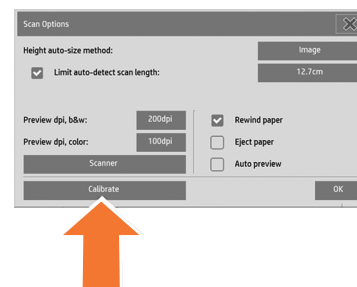 Scan Options
Height auto-size method: Image
Limit auto-detect scan length: 12.7cm
Preview dpi, b&w: 200dpi Rewind paper
Preview dpi, color: 100dpi Eject paper
Scanner Auto preview
Calibrate OK